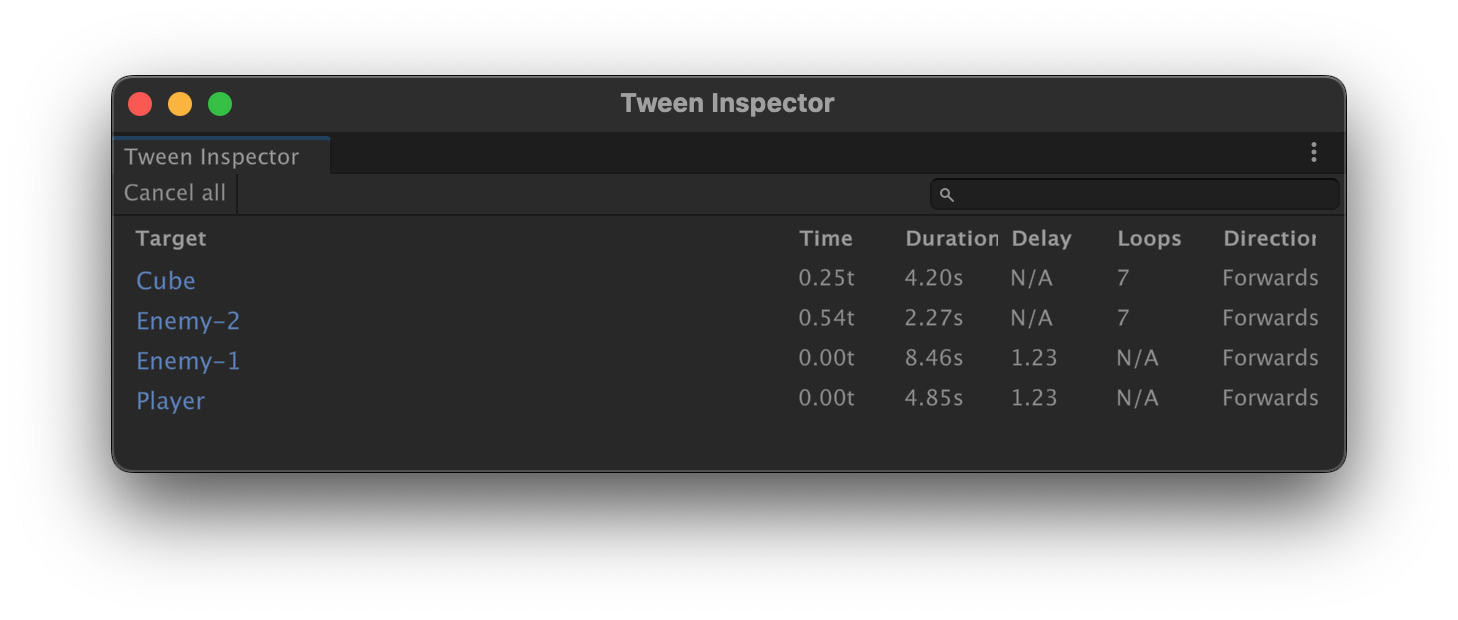 Tween Inspector
Tween Inspector
Cancel all
Target Time Duration Delay Loops Direction
Cube 0.25t 4.20s N/A 7 Forwards
Enemy-2 0.54t 2.27s N/A 7 Forwards
Enemy-1 0.00t 8.46s 1.23 N/A Forwards
Player 0.00t 4.85s 1.23 N/A Forwards